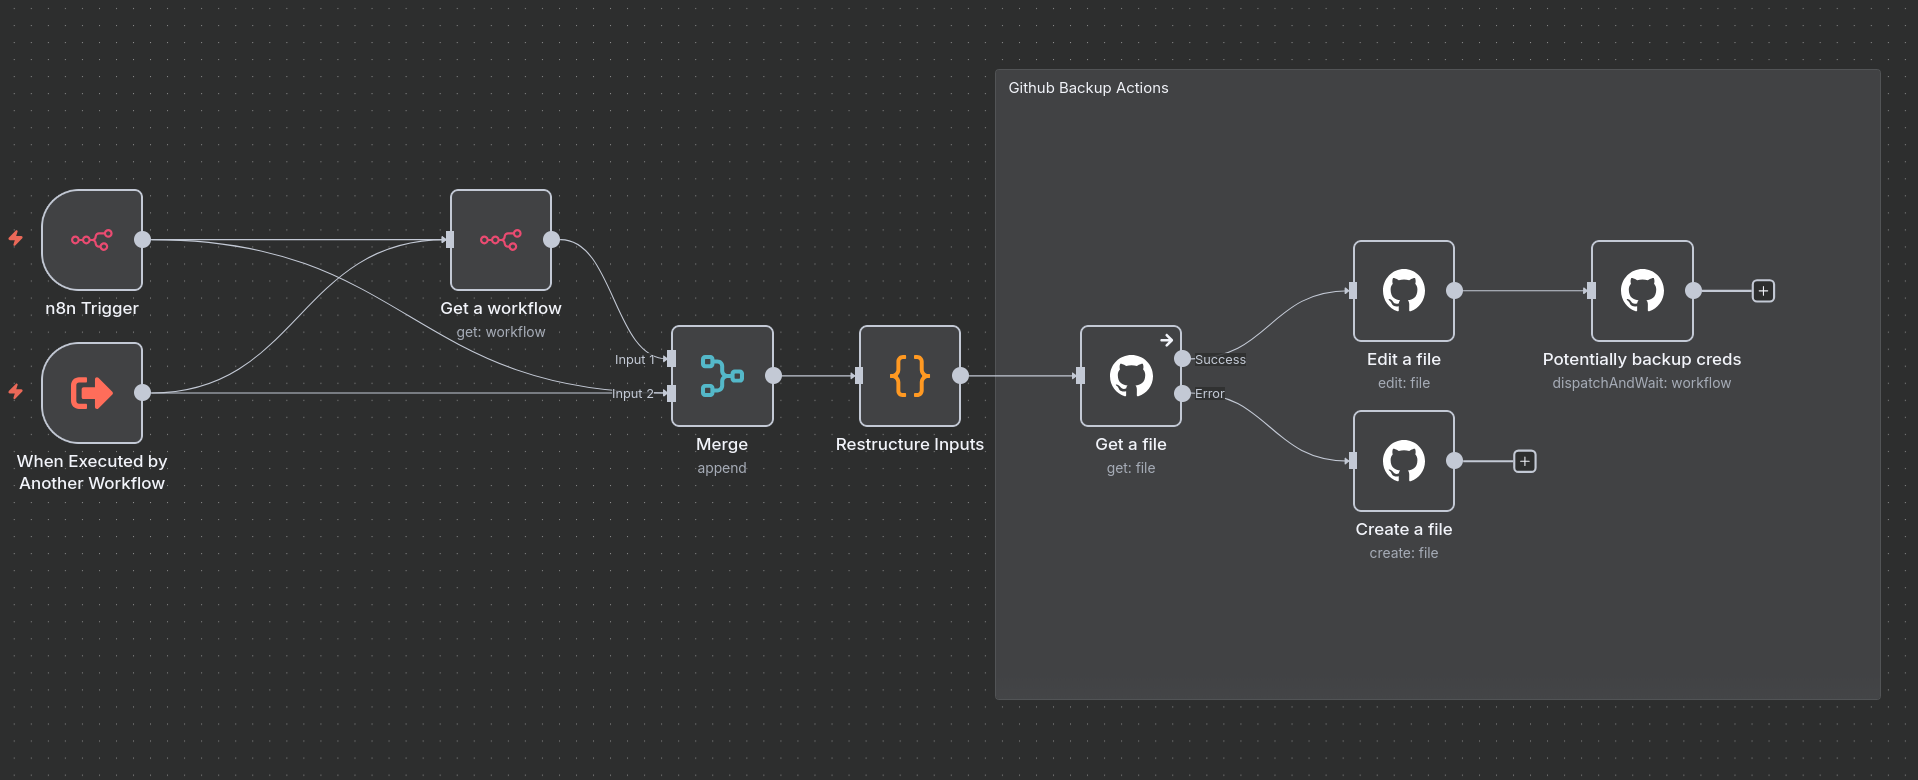 Github Backup Actions
n8n Trigger
Get a workflow
get: workflow
When Executed by
Another Workflow
Input 1
Input 2
Merge
append
{}
Restructure Inputs
Success
Error
Get a file
get: file
Edit a file
edit: file
Potentially backup creds
dispatchAndWait: workflow
Create a file
create: file